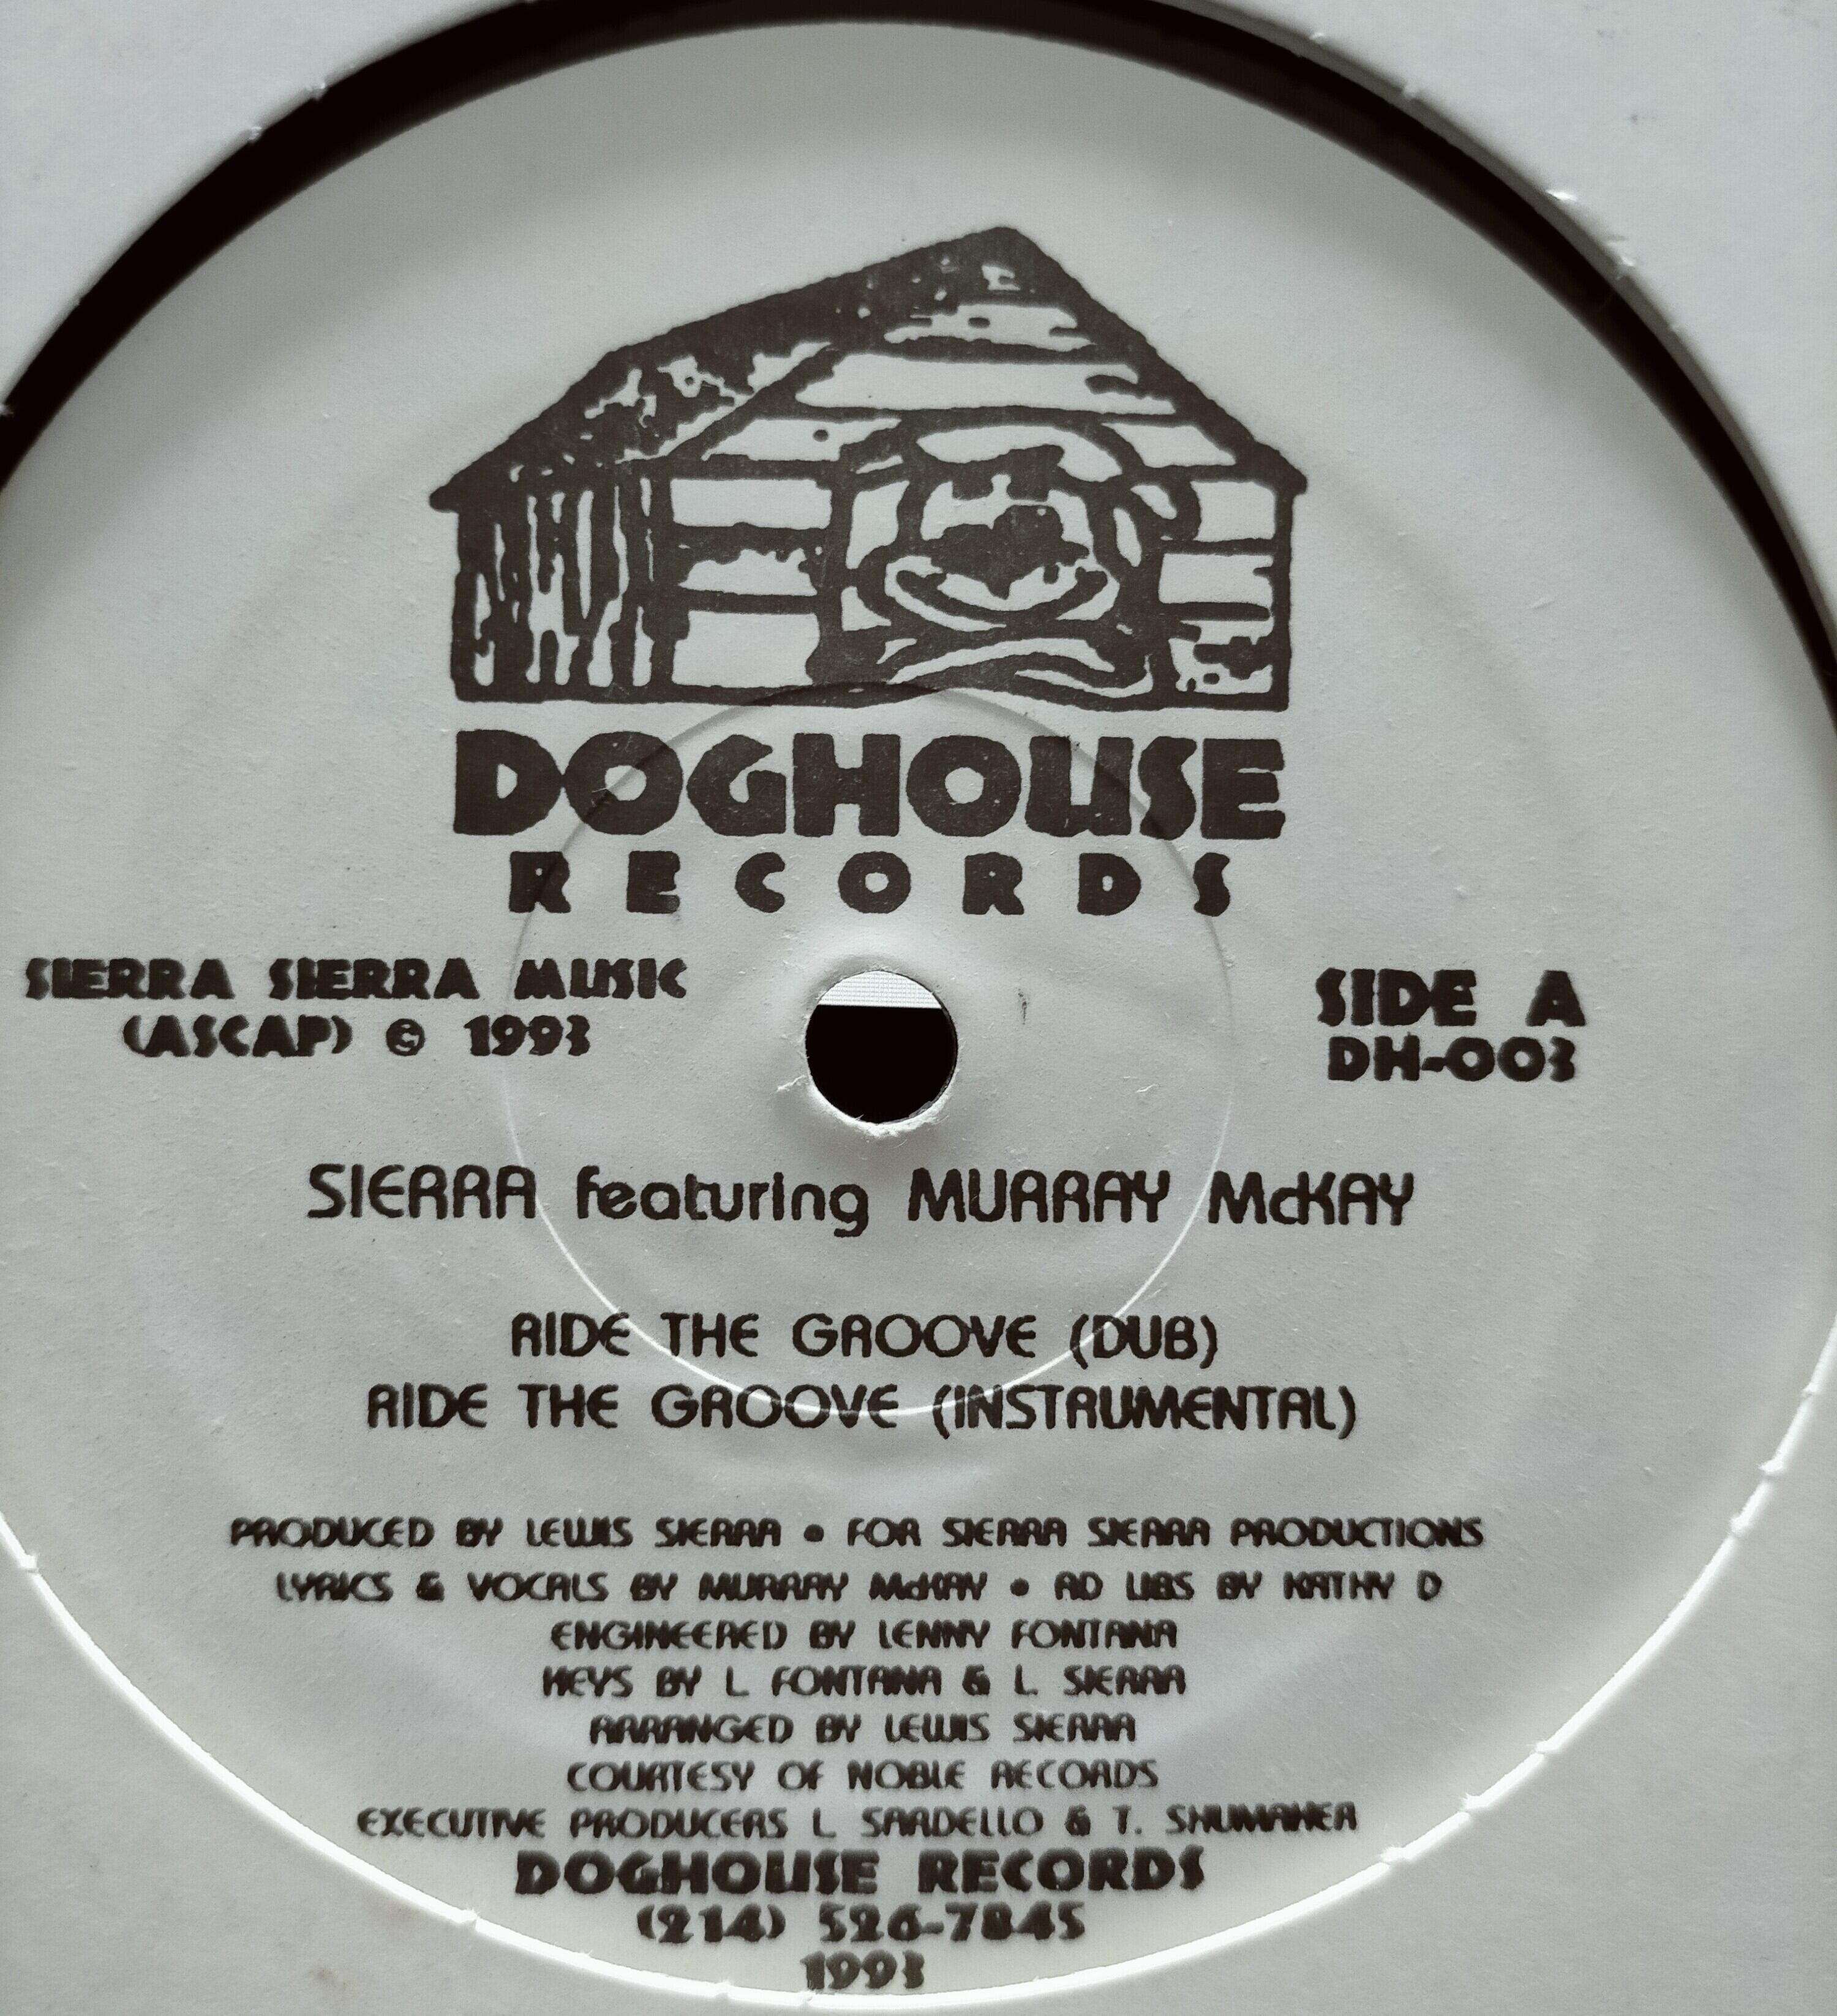 DOGHOUSE
RECORDS
SIERRA SIERRA MUSIC
(ASCAP) © 1993
SIDE A
DH-003
SIERRA featuring MURRAY McKAY
RIDE THE GROOVE (DUB)
RIDE THE GROOVE (INSTRUMENTAL)
PRODUCED BY LEWIS SIERRA • FOR SIERRA SIERRA PRODUCTIONS
LYRICS & VOCALS BY MURRAY McKAY • AD LIBS BY KATHY D
ENGINEERED BY LENNY FONTANA
KEYS BY L FONTANA & L. SIERRA
ARRANGED BY LEWIS SIERRA
COURTESY OF NOBLE RECORDS
EXECUTIVE PRODUCERS L SARDELLO & T. SHUMAKER
DOGHOUSE RECORDS
(214) 526-7845
1993